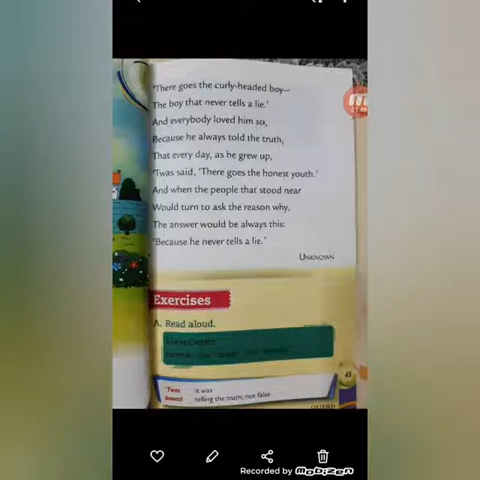 'There goes the curly-headed boy—
The boy that never tells a lie.'
And everybody loved him so,
Because he always told the truth,
That every day, as he grew up,
'Twas said, 'There goes the honest youth.'
And when the people that stood near
Would turn to ask the reason why,
The answer would be always this:
'Because he never tells a lie.'
UNKNOWN
Exercises
A. Read aloud.
'Twas it was
honest telling the truth; not false
65
OXFORD
Recorded by MOBIZEN